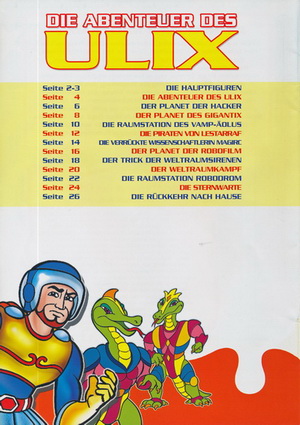 DIE ABENTEUER DES
ULIX
Seite 2-3 DIE HAUPTFIGUREN
Seite 4 DIE ABENTEUER DES ULIX
Seite 6 DER PLANET DER HACKER
Seite 8 DER PLANET DES GIGANTIX
Seite 10 DIE RAUMSTATION DES VAMP-ÄOLUS
Seite 12 DIE PIRATEN VON LESTARRAF
Seite 14 DIE VERRÜCKTE WISSENSCHAFTLERIN MAGIRC
Seite 16 DER PLANET DER ROBOFILM
Seite 18 DER TRICK DER WELTRAUMSIRENEN
Seite 20 DER WELTRAUMKAMPF
Seite 22 DIE RAUMSTATION ROBODROM
Seite 24 DIE STERNWARTE
Seite 26 DIE RÜCKKEHR NACH HAUSE